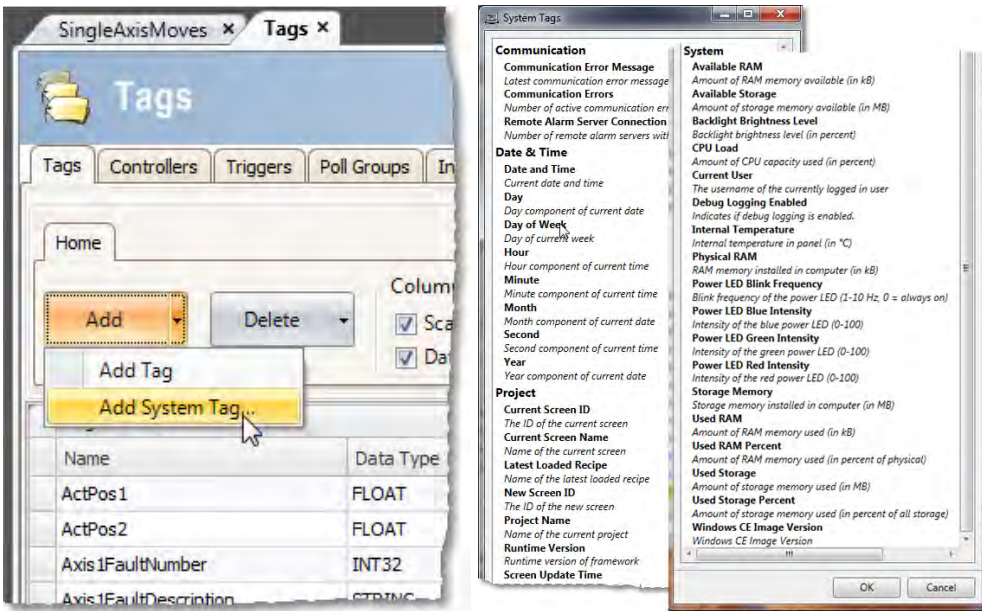 SingleAxisMoves × Tags ×
Tags
Tags Controllers Triggers Poll Groups In
Home
Add Delete
Colum
Sca
Da
Add Tag
Add System Tag...
Name Data Type
ActPos1 FLOAT
ActPos2 FLOAT
Axis1FaultNumber INT32
Axis1FaultDescription STRING
System Tags
Communication
Communication Error Message
Latest communication error message
Communication Errors
Number of active communication err
Remote Alarm Server Connection
Number of remote alarm servers with
Date & Time
Date and Time
Current date and time
Day
Day component of current date
Day of Week
Day of current week
Hour
Hour component of current time
Minute
Minute component of current time
Month
Month component of current date
Second
Second component of current time
Year
Year component of current date
Project
Current Screen ID
The ID of the current screen
Current Screen Name
Name of the current screen
Latest Loaded Recipe
Name of the latest loaded recipe
New Screen ID
The ID of the new screen
Project Name
Name of the current project
Runtime Version
Runtime version of framework
Screen Update Time
System
Available RAM
Amount of RAM memory available (in kB)
Available Storage
Amount of storage memory available (in MB)
Backlight Brightness Level
Backlight brightness level (in percent)
CPU Load
Amount of CPU capacity used (in percent)
Current User
The username of the currently logged in user
Debug Logging Enabled
Indicates if debug logging is enabled.
Internal Temperature
Internal temperature in panel (in °C)
Physical RAM
RAM memory installed in computer (in kB)
Power LED Blink Frequency
Blink frequency of the power LED (1-10 Hz, 0 = always on)
Power LED Blue Intensity
Intensity of the blue power LED (0-100)
Power LED Green Intensity
Intensity of the green power LED (0-100)
Power LED Red Intensity
Intensity of the red power LED (0-100)
Storage Memory
Storage memory installed in computer (in MB)
Used RAM
Amount of RAM memory used (in kB)
Used RAM Percent
Amount of RAM memory used (in percent of physical)
Used Storage
Amount of storage memory used (in MB)
Used Storage Percent
Amount of storage memory used (in percent of all storage)
Windows CE Image Version
Windows CE Image Version
OK Cancel